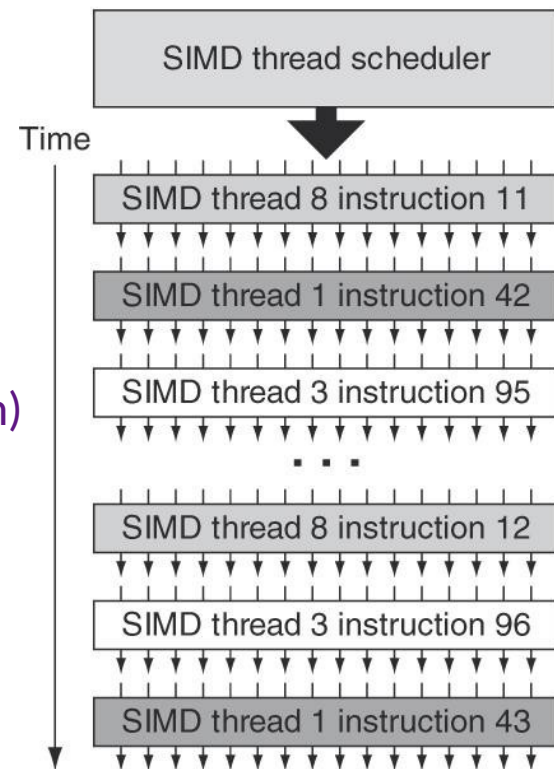 SIMD thread scheduler
Time
SIMD thread 8 instruction 11
SIMD thread 1 instruction 42
SIMD thread 3 instruction 95
n)
. . .
SIMD thread 8 instruction 12
SIMD thread 3 instruction 96
SIMD thread 1 instruction 43